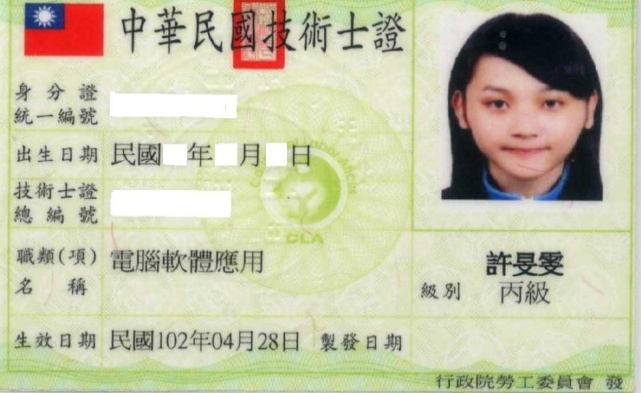 中華民國技術士證
身分證
統一編號
出生日期 民國 年 月 日
技術士證
總編號
職類(項)
名稱
電腦軟體應用
許旻雯
級別 丙級
生效日期 民國102年04月28日 製發日期
行政院勞工委員會 發
CLA